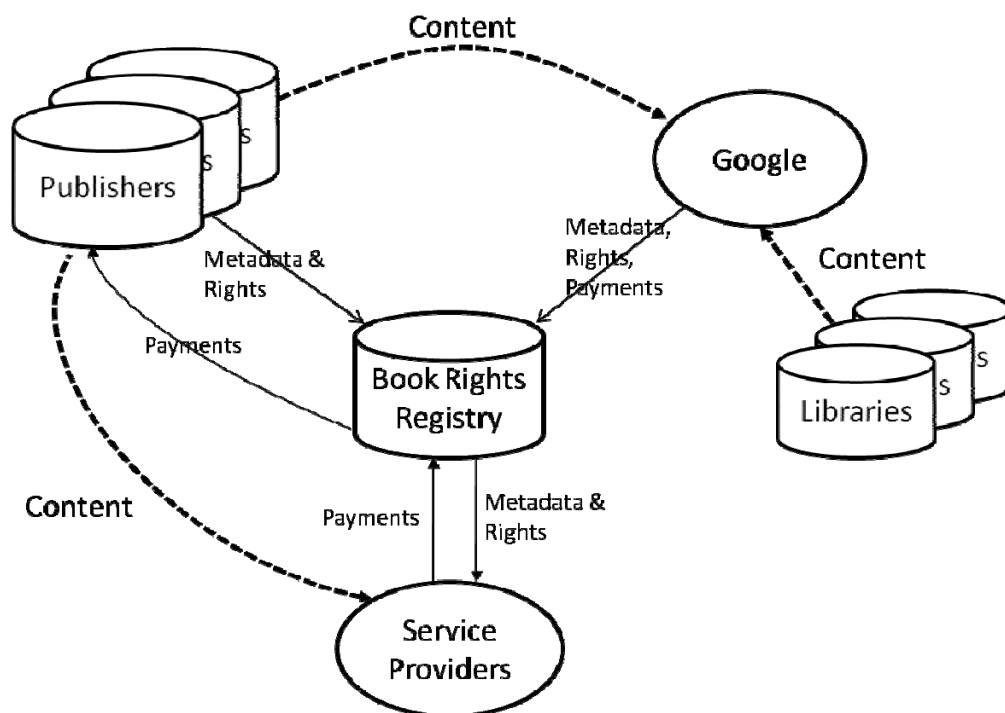 Content
S
S
Publishers
Google
Metadata &
Rights
Metadata,
Rights,
Payments
Content
Payments
Book Rights
Registry
S
S
Libraries
Content
Payments
Metadata &
Rights
Service
Providers